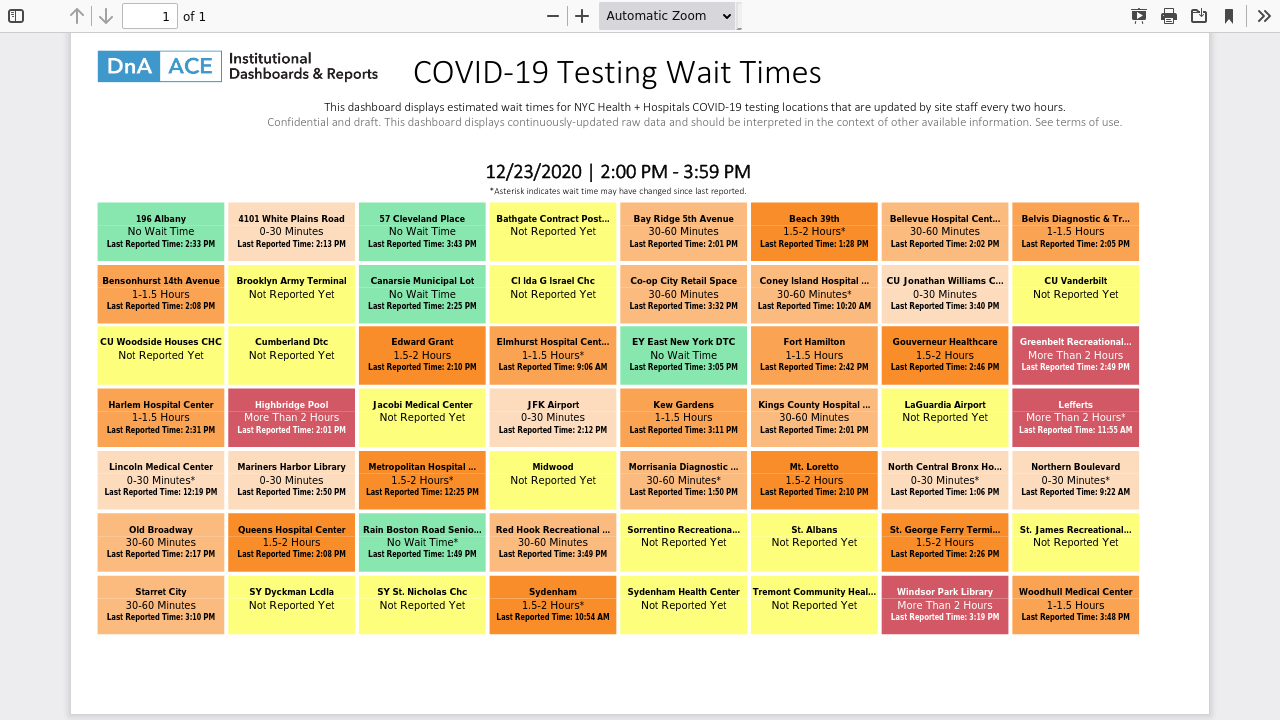 1 of 1
Automatic Zoom
DnA ACE Institutional Dashboards & Reports
COVID-19 Testing Wait Times
This dashboard displays estimated wait times for NYC Health + Hospitals COVID-19 testing locations that are updated by site staff every two hours.
Confidential and draft. This dashboard displays continuously-updated raw data and should be interpreted in the context of other available information. See terms of use.
12/23/2020 | 2:00 PM - 3:59 PM
*Asterisk indicates wait time may have changed since last reported.
196 Albany
No Wait Time
Last Reported Time: 2:33 PM
4101 White Plains Road
0-30 Minutes
Last Reported Time: 2:13 PM
57 Cleveland Place
No Wait Time
Last Reported Time: 3:43 PM
Bathgate Contract Post...
Not Reported Yet
Bay Ridge 5th Avenue
30-60 Minutes
Last Reported Time: 2:01 PM
Beach 39th
1.5-2 Hours*
Last Reported Time: 1:28 PM
Bellevue Hospital Cent...
30-60 Minutes
Last Reported Time: 2:02 PM
Belvis Diagnostic & Tr...
1-1.5 Hours
Last Reported Time: 2:05 PM
Bensonhurst 14th Avenue
1-1.5 Hours
Last Reported Time: 2:08 PM
Brooklyn Army Terminal
Not Reported Yet
Canarsie Municipal Lot
No Wait Time
Last Reported Time: 2:25 PM
Cl Ida G Israel Chc
Not Reported Yet
Co-op City Retail Space
30-60 Minutes
Last Reported Time: 3:32 PM
Coney Island Hospital ...
30-60 Minutes*
Last Reported Time: 10:20 AM
CU Jonathan Williams C...
0-30 Minutes
Last Reported Time: 3:40 PM
CU Vanderbilt
Not Reported Yet
CU Woodside Houses CHC
Not Reported Yet
Cumberland Dtc
Not Reported Yet
Edward Grant
1.5-2 Hours
Last Reported Time: 2:10 PM
Elmhurst Hospital Cent...
1-1.5 Hours*
Last Reported Time: 9:06 AM
EY East New York DTC
No Wait Time
Last Reported Time: 3:05 PM
Fort Hamilton
1-1.5 Hours
Last Reported Time: 2:42 PM
Gouverneur Healthcare
1.5-2 Hours
Last Reported Time: 2:46 PM
Greenbelt Recreational...
More Than 2 Hours
Last Reported Time: 2:49 PM
Harlem Hospital Center
1-1.5 Hours
Last Reported Time: 2:31 PM
Highbridge Pool
More Than 2 Hours
Last Reported Time: 2:01 PM
Jacobi Medical Center
Not Reported Yet
JFK Airport
0-30 Minutes
Last Reported Time: 2:12 PM
Kew Gardens
1-1.5 Hours
Last Reported Time: 3:11 PM
Kings County Hospital ...
30-60 Minutes
Last Reported Time: 2:01 PM
LaGuardia Airport
Not Reported Yet
Lefferts
More Than 2 Hours*
Last Reported Time: 11:55 AM
Lincoln Medical Center
0-30 Minutes*
Last Reported Time: 12:19 PM
Mariners Harbor Library
0-30 Minutes
Last Reported Time: 2:50 PM
Metropolitan Hospital ...
1.5-2 Hours*
Last Reported Time: 12:25 PM
Midwood
Not Reported Yet
Morrisania Diagnostic ...
30-60 Minutes*
Last Reported Time: 1:50 PM
Mt. Loretto
1.5-2 Hours
Last Reported Time: 2:10 PM
North Central Bronx Ho...
0-30 Minutes*
Last Reported Time: 1:06 PM
Northern Boulevard
0-30 Minutes*
Last Reported Time: 9:22 AM
Old Broadway
30-60 Minutes
Last Reported Time: 2:17 PM
Queens Hospital Center
1.5-2 Hours
Last Reported Time: 2:08 PM
Rain Boston Road Senio...
No Wait Time*
Last Reported Time: 1:49 PM
Red Hook Recreational ...
30-60 Minutes
Last Reported Time: 3:49 PM
Sorrentino Recreationa...
Not Reported Yet
St. Albans
Not Reported Yet
St. George Ferry Termi...
1.5-2 Hours
Last Reported Time: 2:26 PM
St. James Recreational...
Not Reported Yet
Starret City
30-60 Minutes
Last Reported Time: 3:10 PM
SY Dyckman Lcdla
Not Reported Yet
SY St. Nicholas Chc
Not Reported Yet
Sydenham
1.5-2 Hours*
Last Reported Time: 10:54 AM
Sydenham Health Center
Not Reported Yet
Tremont Community Heal...
Not Reported Yet
Windsor Park Library
More Than 2 Hours
Last Reported Time: 3:19 PM
Woodhull Medical Center
1-1.5 Hours
Last Reported Time: 3:48 PM